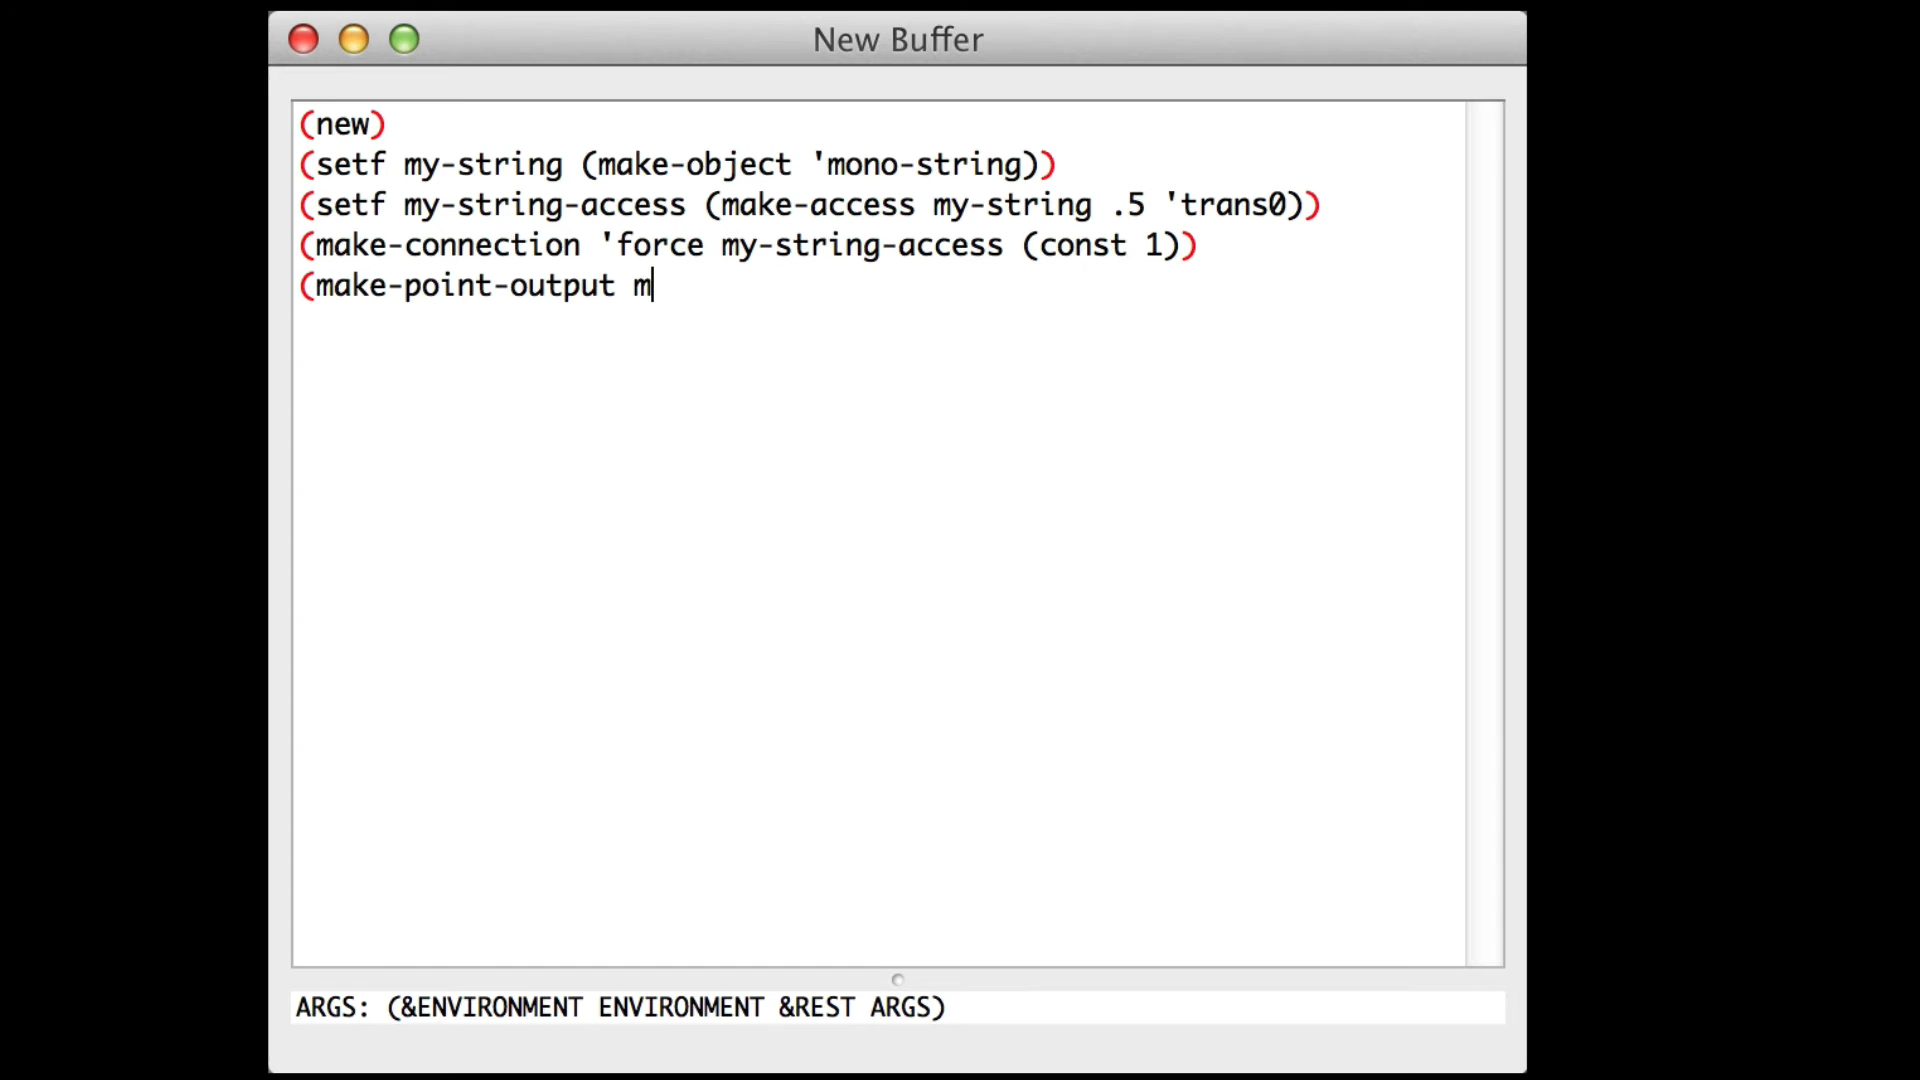 New Buffer
(new)
(setf my-string (make-object 'mono-string))
(setf my-string-access (make-access my-string .5 'trans0))
(make-connection 'force my-string-access (const 1))
(make-point-output m
ARGS: (&ENVIRONMENT ENVIRONMENT &REST ARGS)